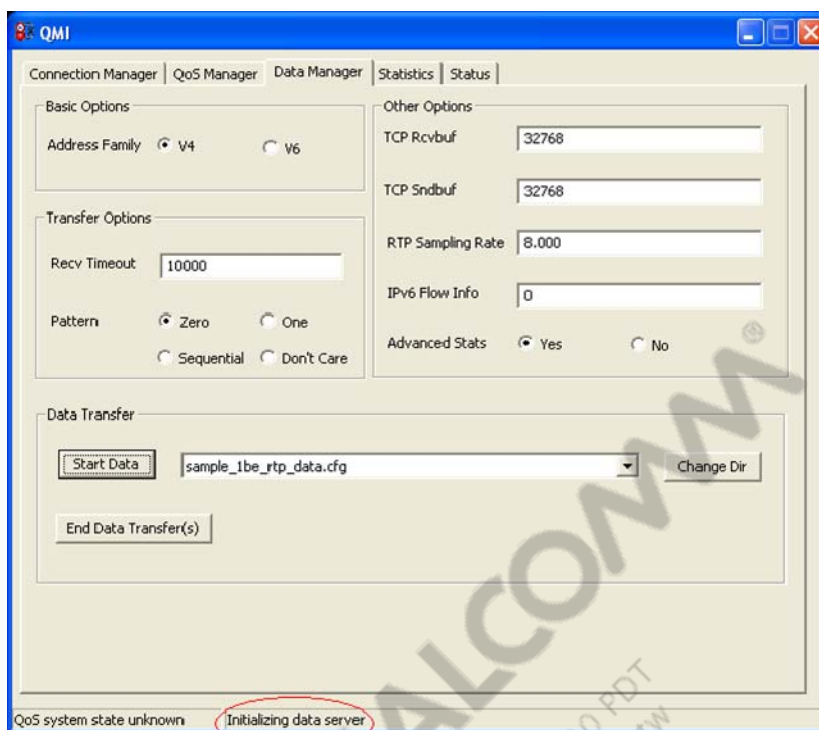 QMI
Connection Manager QoS Manager Data Manager Statistics Status
Basic Options
Address Family V4 V6
Transfer Options
Recv Timeout 10000
Pattern Zero One
Sequential Don't Care
Other Options
TCP Rcvbuf 32768
TCP Sndbuf 32768
RTP Sampling Rate 8.000
IPv6 Flow Info 0
Advanced Stats Yes No
Data Transfer
Start Data sample_1be_rtp_data.cfg Change Dir
End Data Transfer(s)
QoS system state unknown Initializing data server
ALCOMM ®
PDT